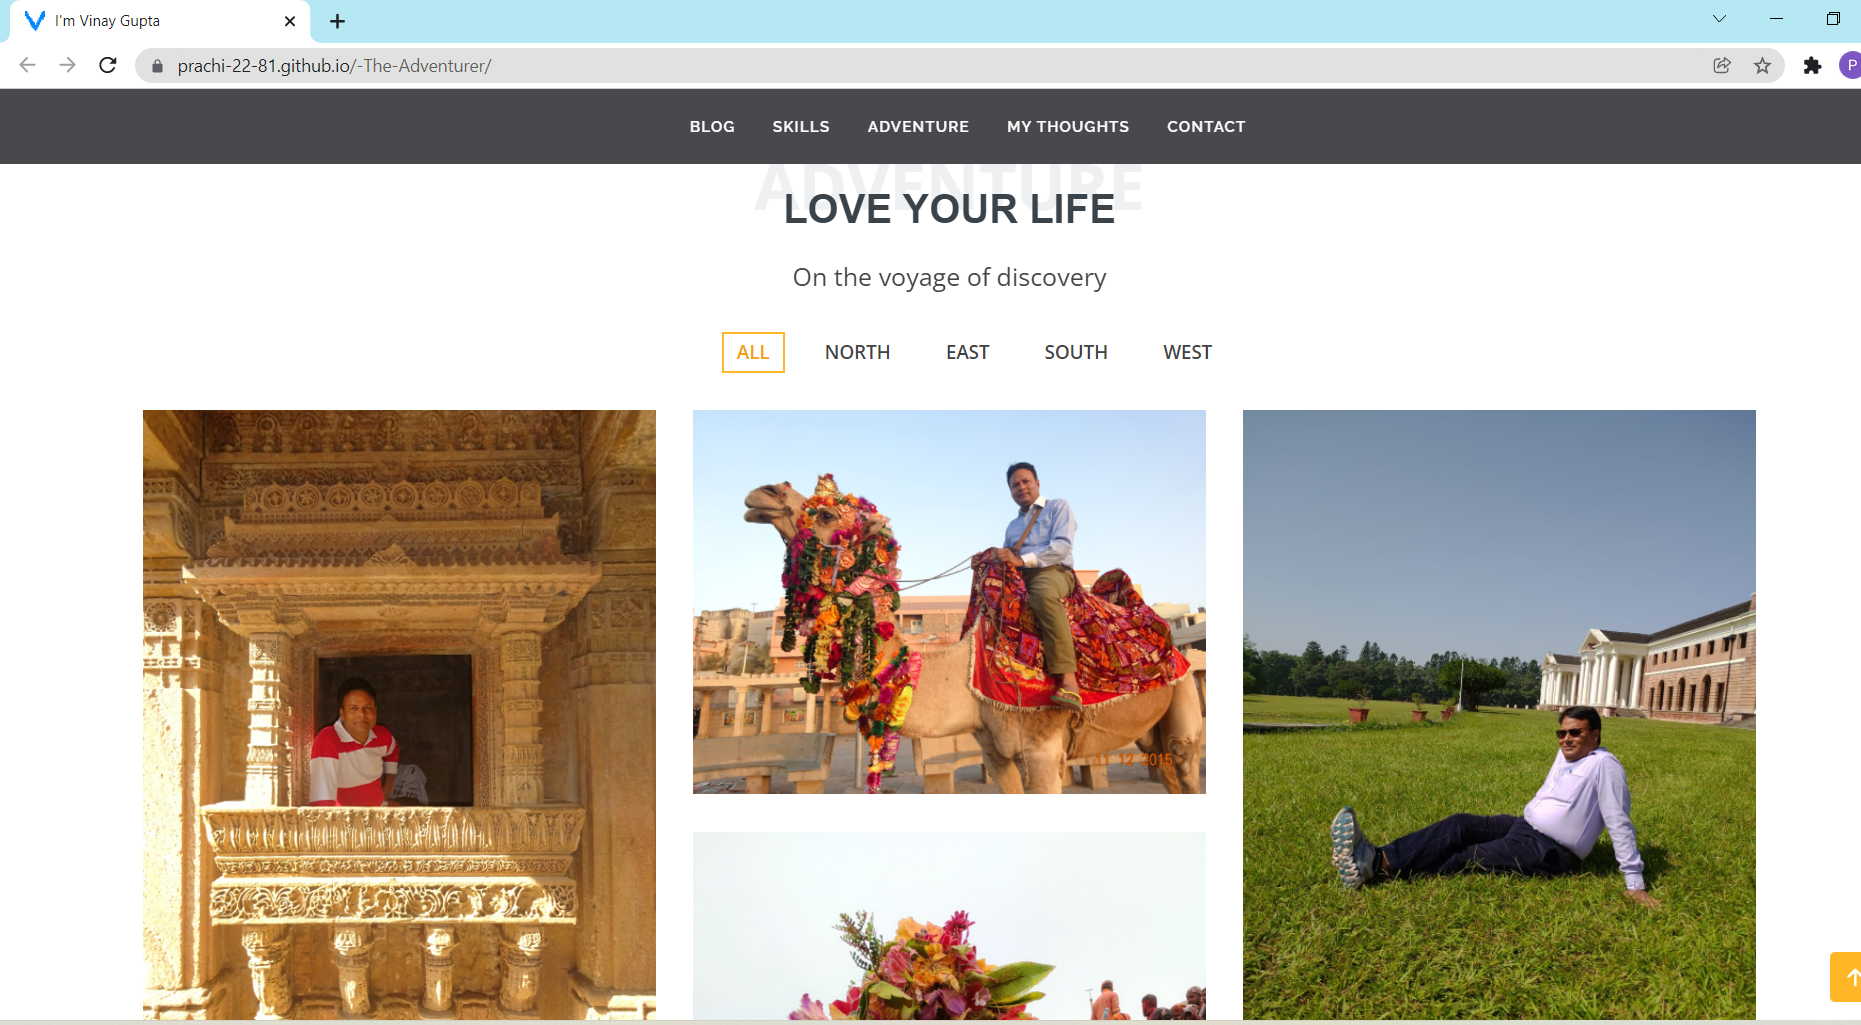 I'm Vinay Gupta
prachi-22-81.github.io/-The-Adventurer/
P
BLOG SKILLS ADVENTURE MY THOUGHTS CONTACT
ADVENTURE
LOVE YOUR LIFE
On the voyage of discovery
ALL NORTH EAST SOUTH WEST
12 2015